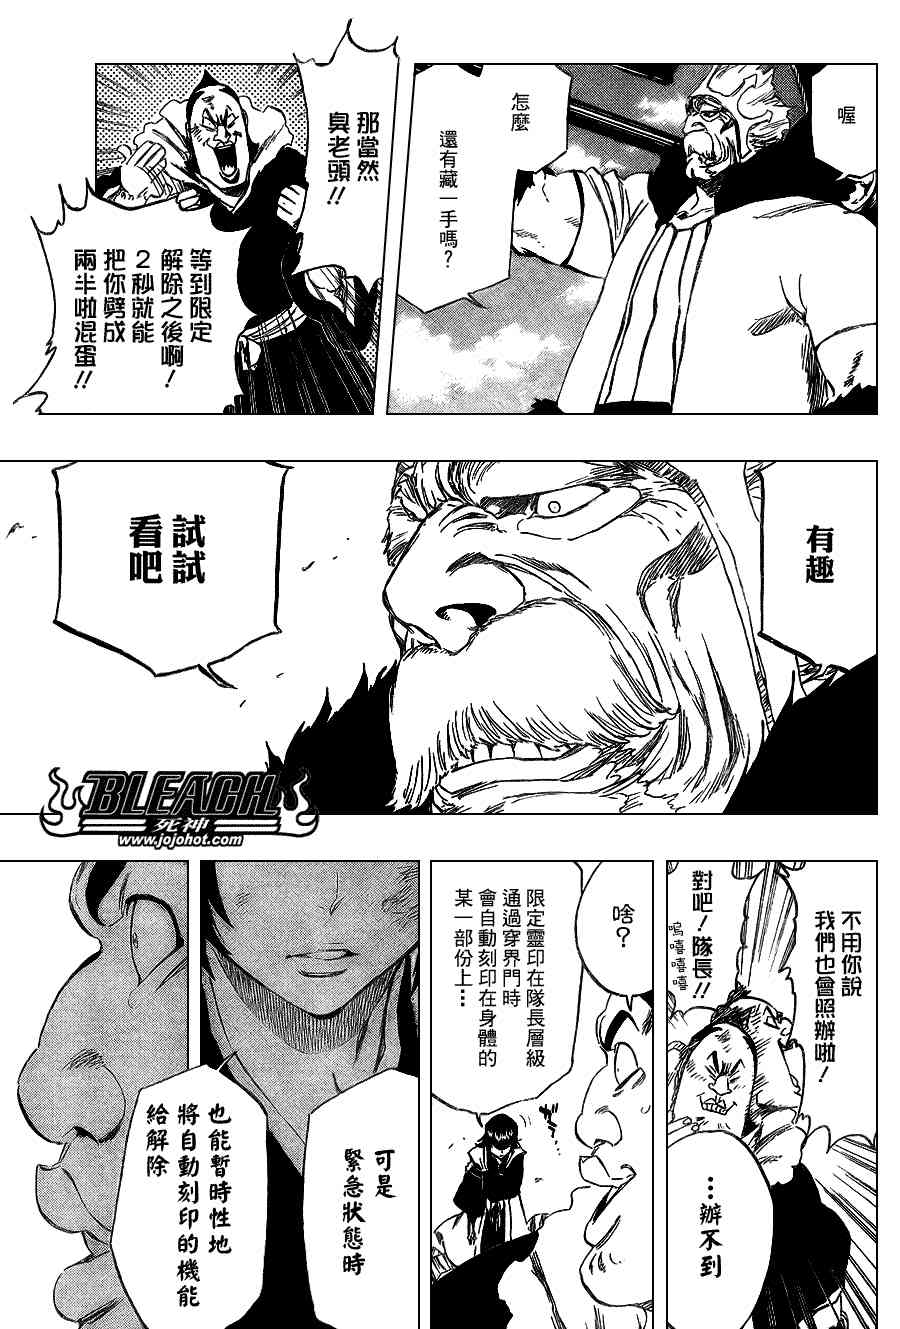 喔
怎麼
還有藏一手嗎？
那當然
臭老頭!!
等到限定
解除之後啊！
2秒就能
把你劈成
兩半啪混蛋!!
有趣
試試
看吧
BLEACH
死神
www.jojohot.com
不用你說
我們也會照辦啦！
對吧！隊長!!
嗚嘻嘻嘻
…辦不到
啥？
限定靈印在隊長層級
通過穿界門時
會自動刻印在身體的
某一部份上…
可是
緊急狀態時
也能暫時性地
將自動刻印的機能
給解除